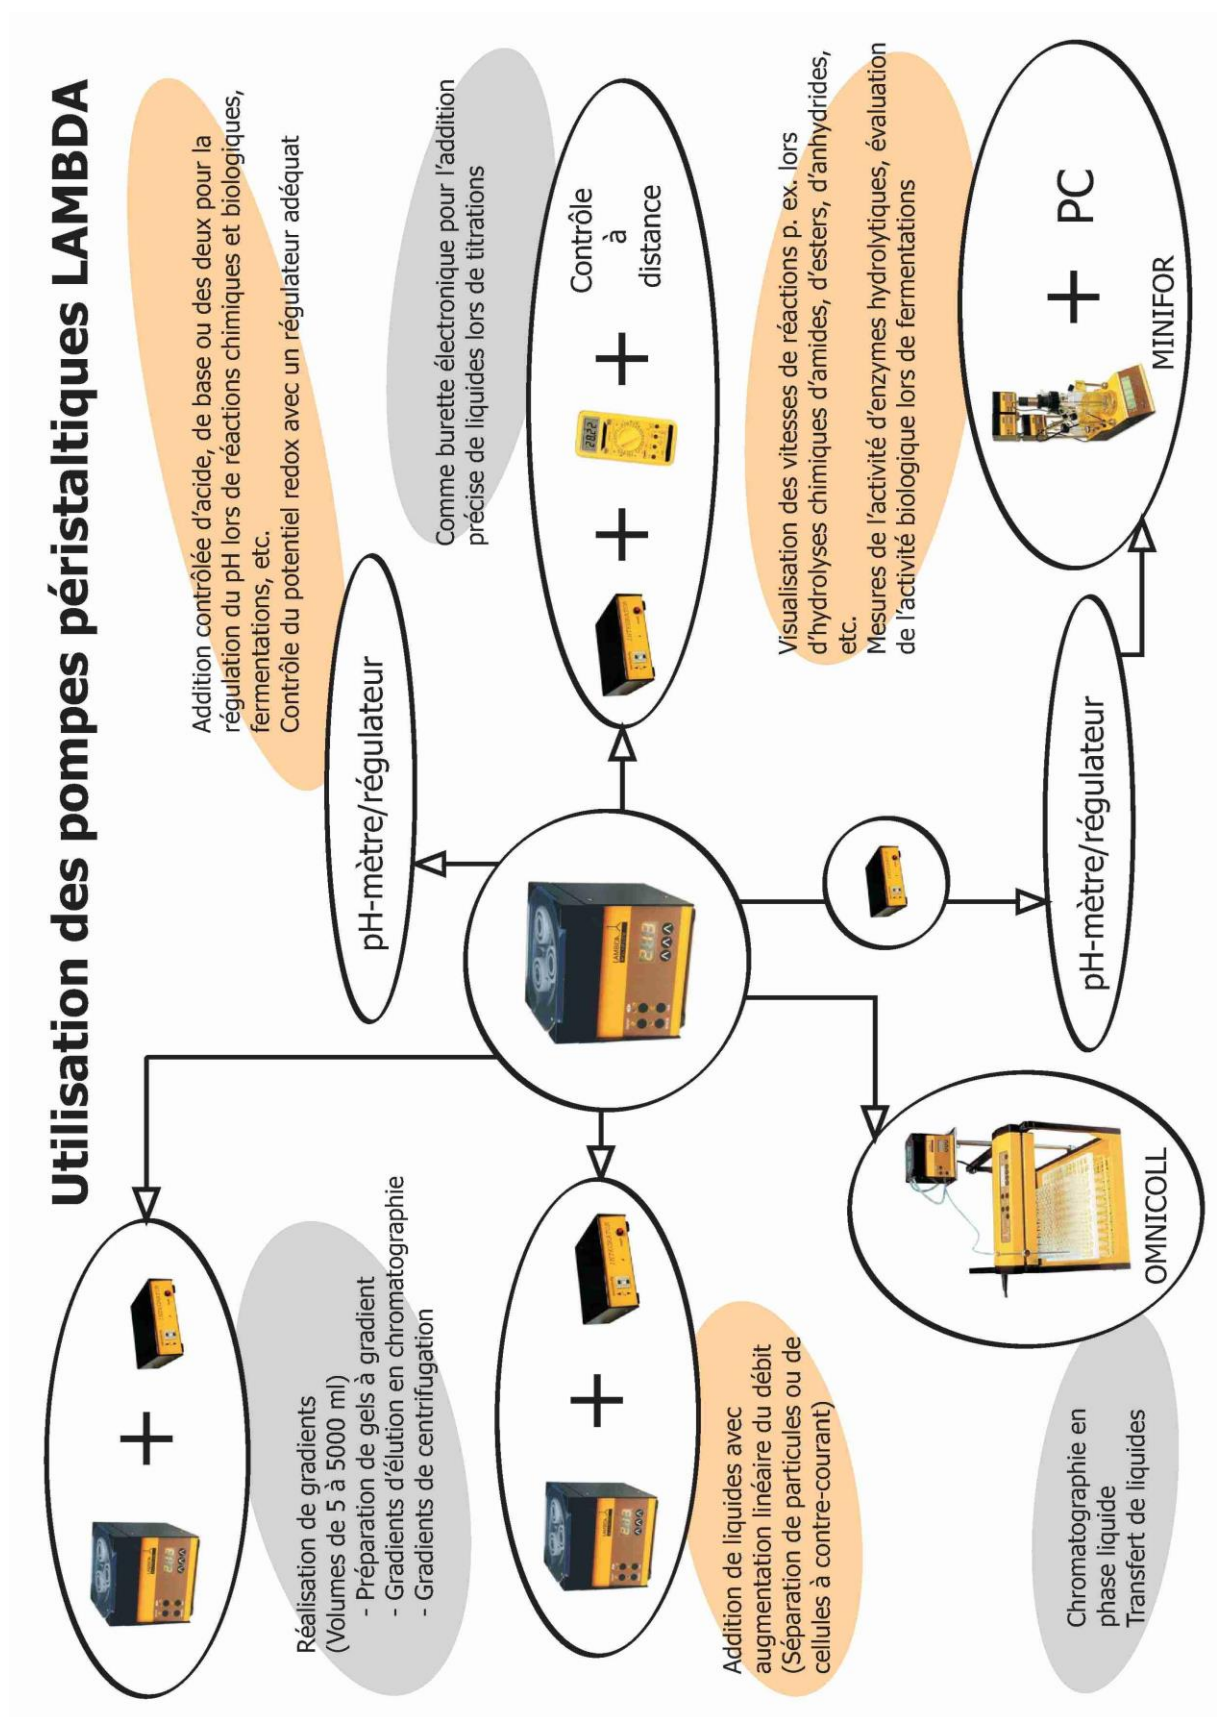 Utilisation des pompes péristaltiques LAMBDA
Addition contrôlée d'acide, de base ou des deux pour la
régulation du pH lors de réactions chimiques et biologiques,
fermentations, etc.
Contrôle du potentiel redox avec un régulateur adéquat
pH-mètre/régulateur
Réalisation de gradients
(Volumes de 5 à 5000 ml)
- Préparation de gels à gradient
- Gradients d'élution en chromatographie
- Gradients de centrifugation
Comme burette électronique pour l'addition
précise de liquides lors de titrations
Contrôle
à
distance
LAMBDA
Addition de liquides avec
augmentation linéaire du débit
(Séparation de particules ou de
cellules à contre-courant)
Visualisation des vitesses de réactions p. ex. lors
d'hydrolyses chimiques d'amides, d'esters, d'anhydrides,
etc.
Mesures de l'activité d'enzymes hydrolytiques, évaluation
de l'activité biologique lors de fermentations
PC
MINIFOR
pH-mètre/régulateur
OMNICOLL
Chromatographie en
phase liquide
Transfert de liquides